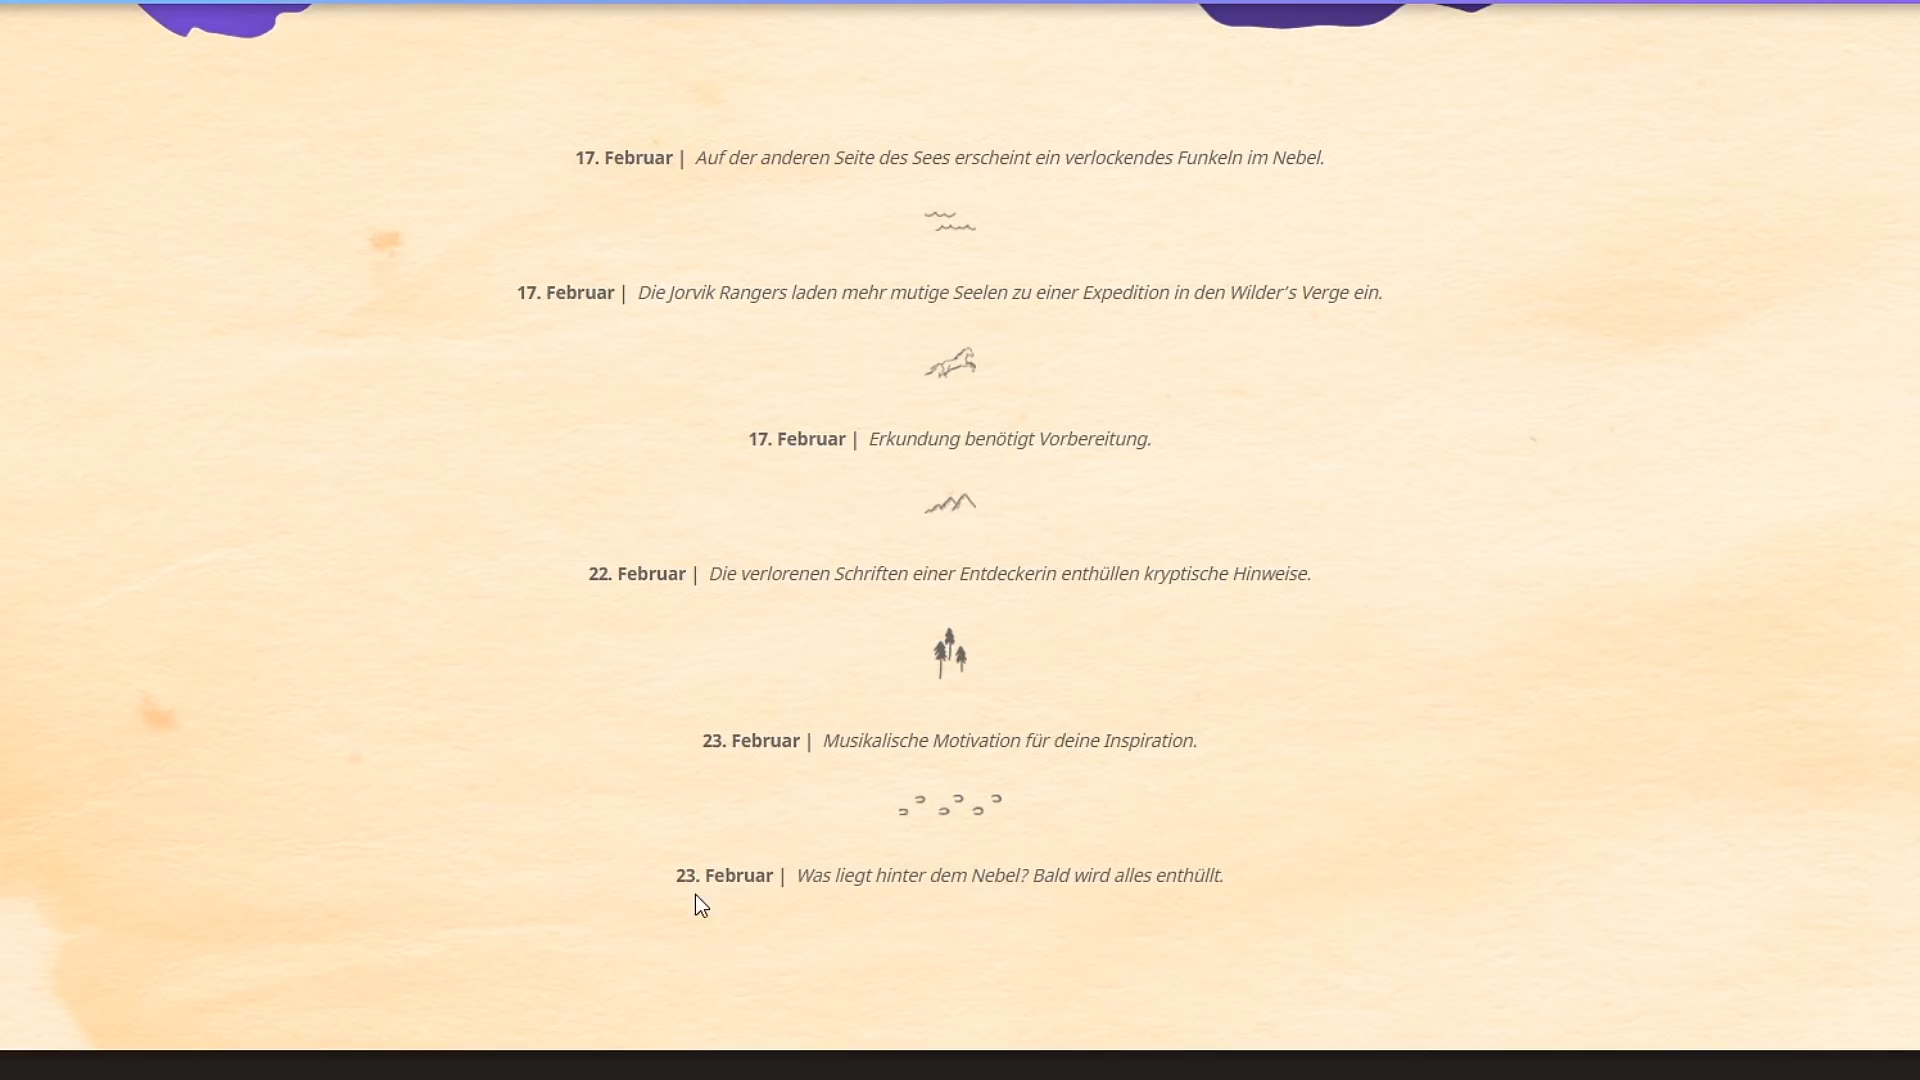 17. Februar | Auf der anderen Seite des Sees erscheint ein verlockendes Funkeln im Nebel.
17. Februar | Die Jorvik Rangers laden mehr mutige Seelen zu einer Expedition in den Wilder’s Verge ein.
17. Februar | Erkundung benötigt Vorbereitung.
22. Februar | Die verlorenen Schriften einer Entdeckerin enthüllen kryptische Hinweise.
23. Februar | Musikalische Motivation für deine Inspiration.
23. Februar | Was liegt hinter dem Nebel? Bald wird alles enthüllt.